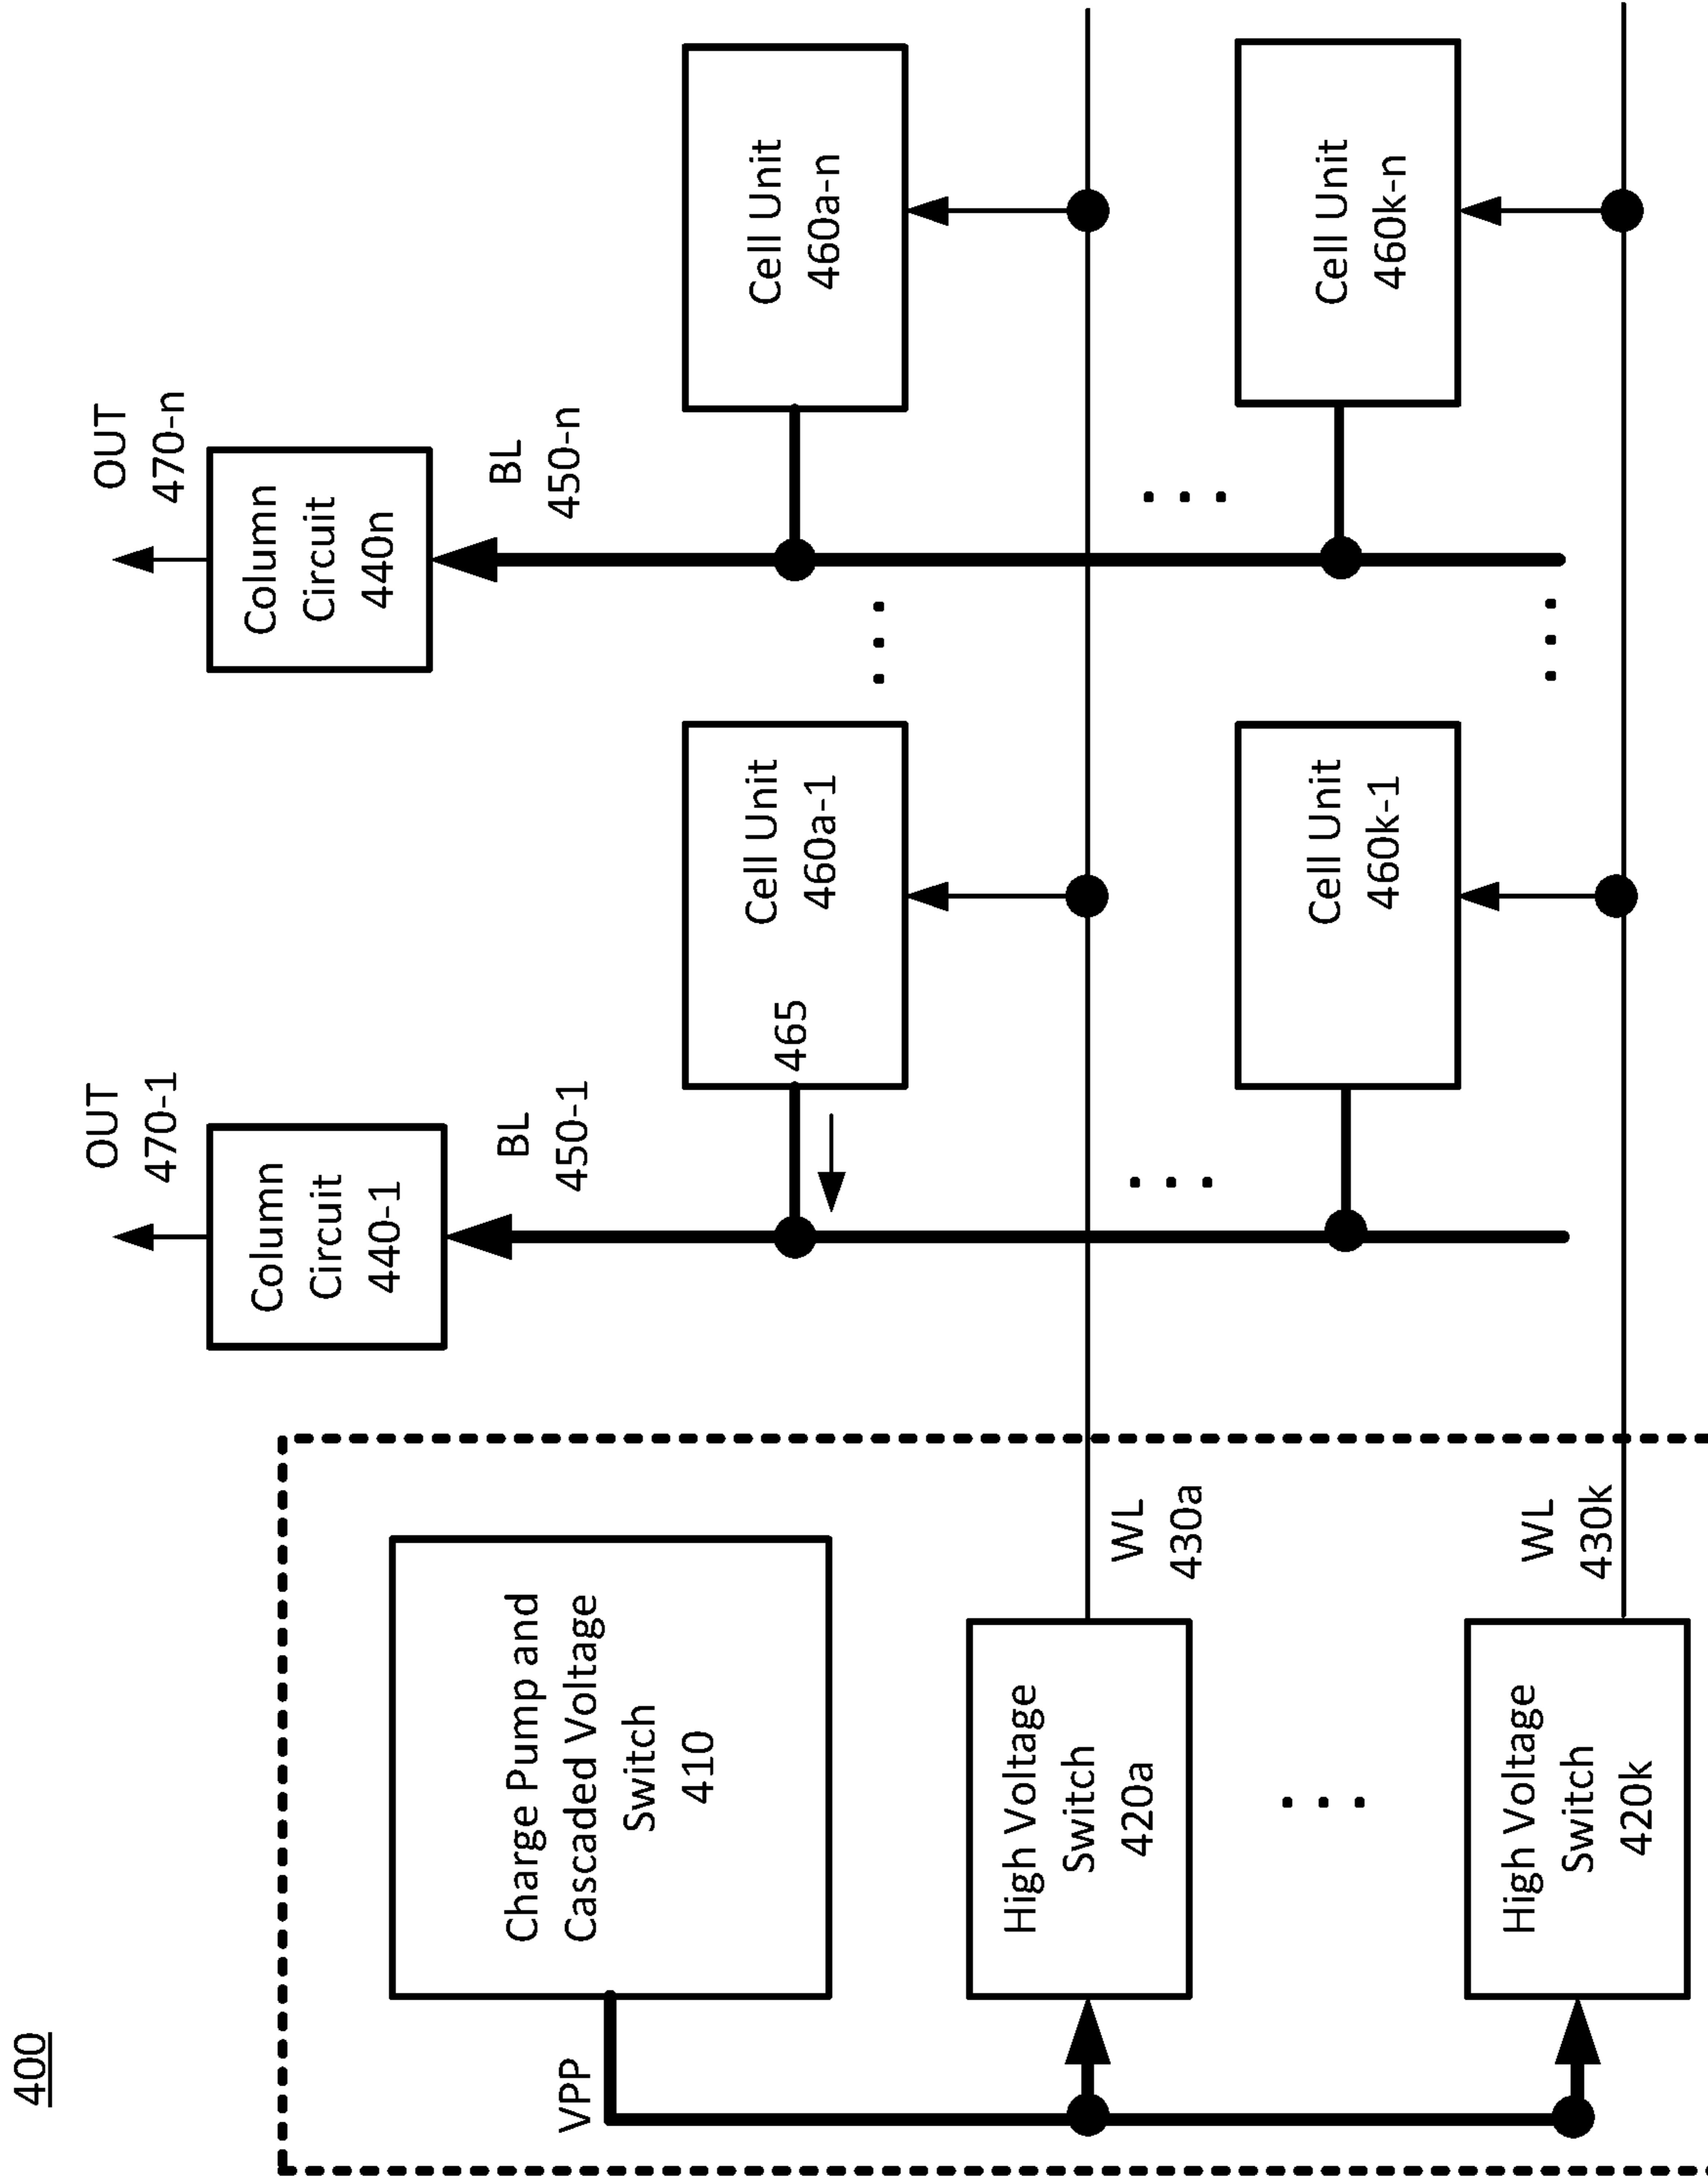 400
VPP
Charge Pump and
Cascaded Voltage
Switch
410
High Voltage
Switch
420a
High Voltage
Switch
420k
WL
430a
WL
430k
OUT
470-1
Column
Circuit
440-1
BL
450-1
465
Cell Unit
460a-1
Cell Unit
460k-1
. . .
. . .
. . .
. . .
. . .
OUT
470-n
Column
Circuit
440n
BL
450-n
Cell Unit
460a-n
Cell Unit
460k-n